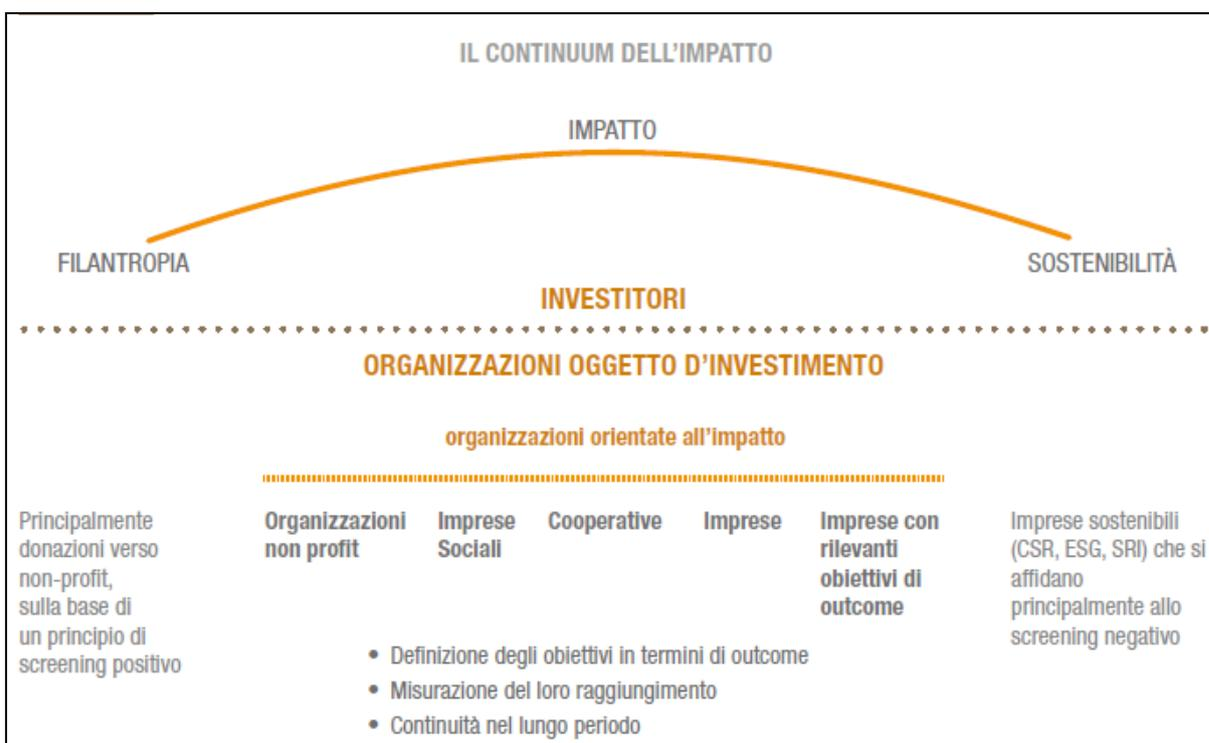 IL CONTINUUM DELL'IMPATTO
IMPATTO
FILANTROPIA
SOSTENIBILITÀ
INVESTITORI
ORGANIZZAZIONI OGGETTO D'INVESTIMENTO
organizzazioni orientate all'impatto
Principalmente
donazioni verso
non-profit,
sulla base di
un principio di
screening positivo
Organizzazioni
non profit
Imprese
Sociali
Cooperative
Imprese
Imprese con
rilevanti
obiettivi di
outcome
Imprese sostenibili
(CSR, ESG, SRI) che si
affidano
principalmente allo
screening negativo
• Definizione degli obiettivi in termini di outcome
• Misurazione del loro raggiungimento
• Continuità nel lungo periodo